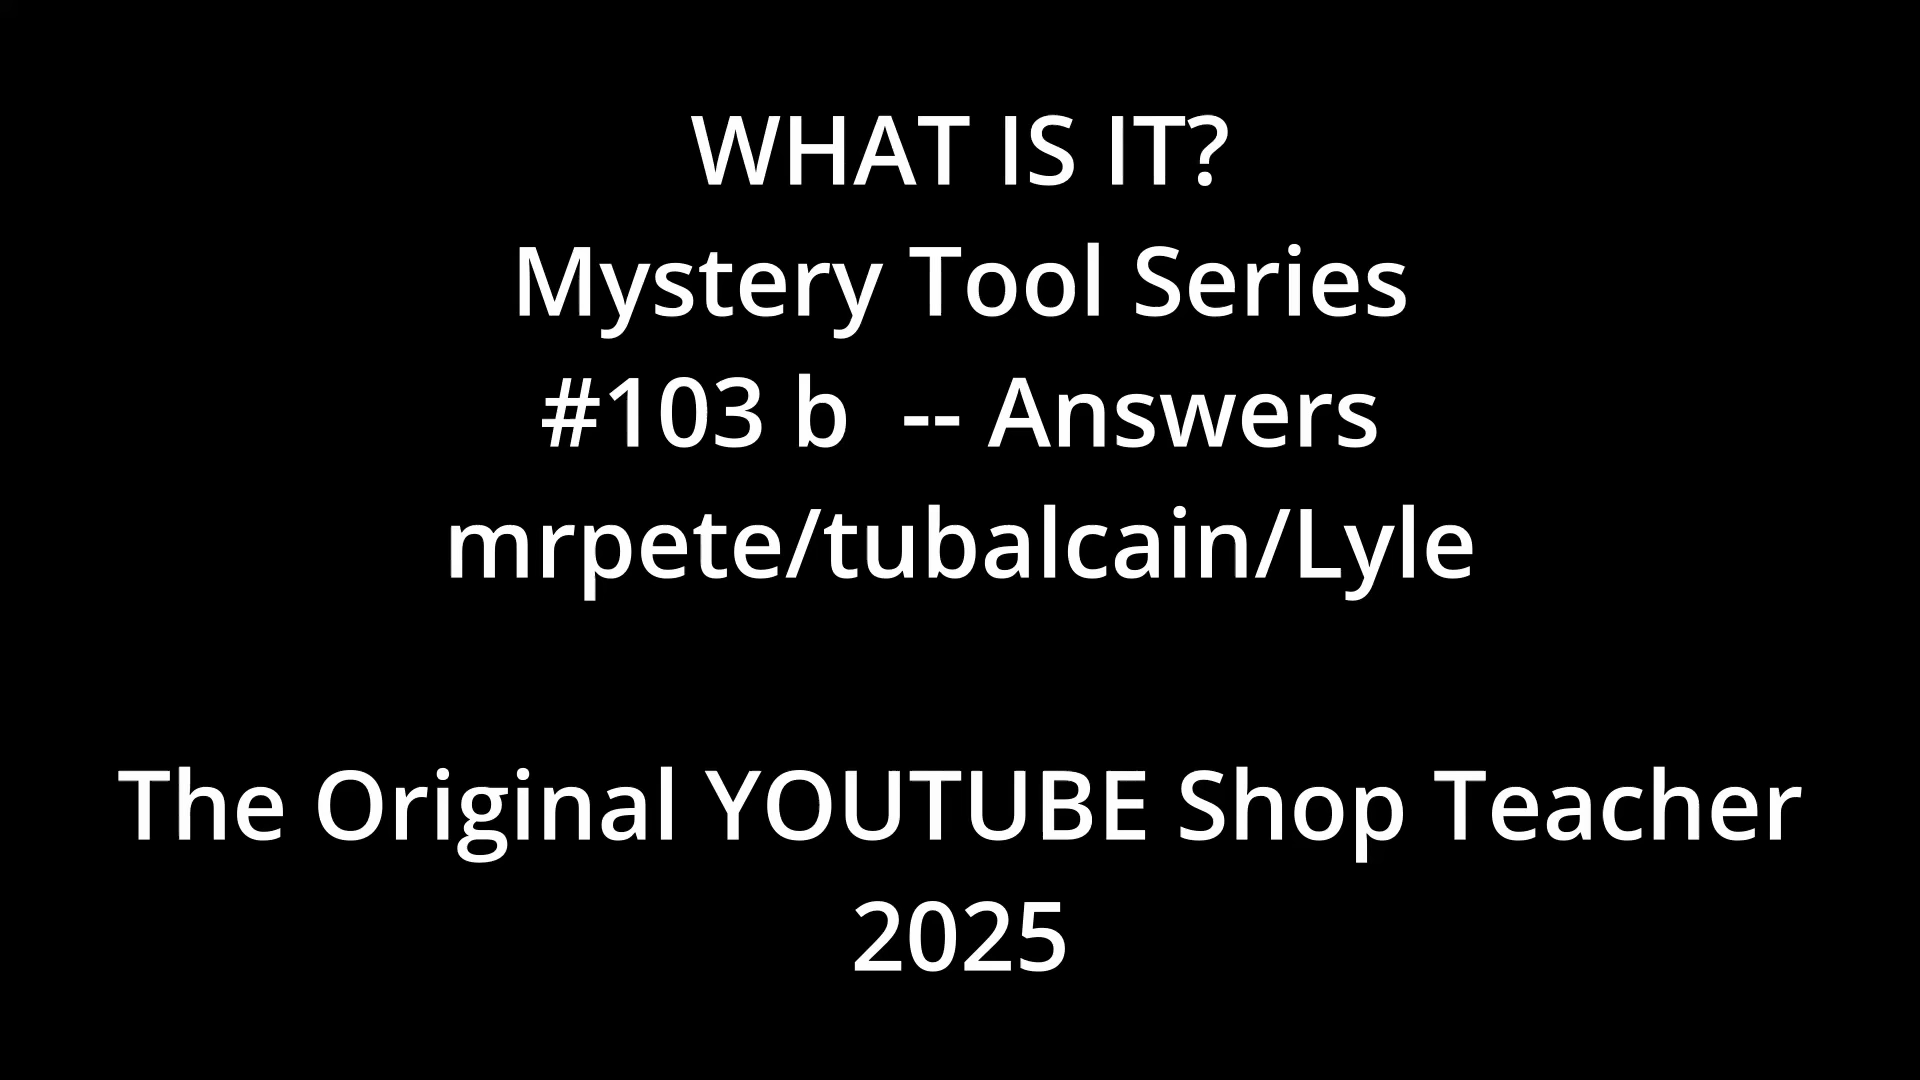 WHAT IS IT?
Mystery Tool Series
#103 b  -- Answers
mrpete/tubalcain/Lyle
The Original YOUTUBE Shop Teacher
2025